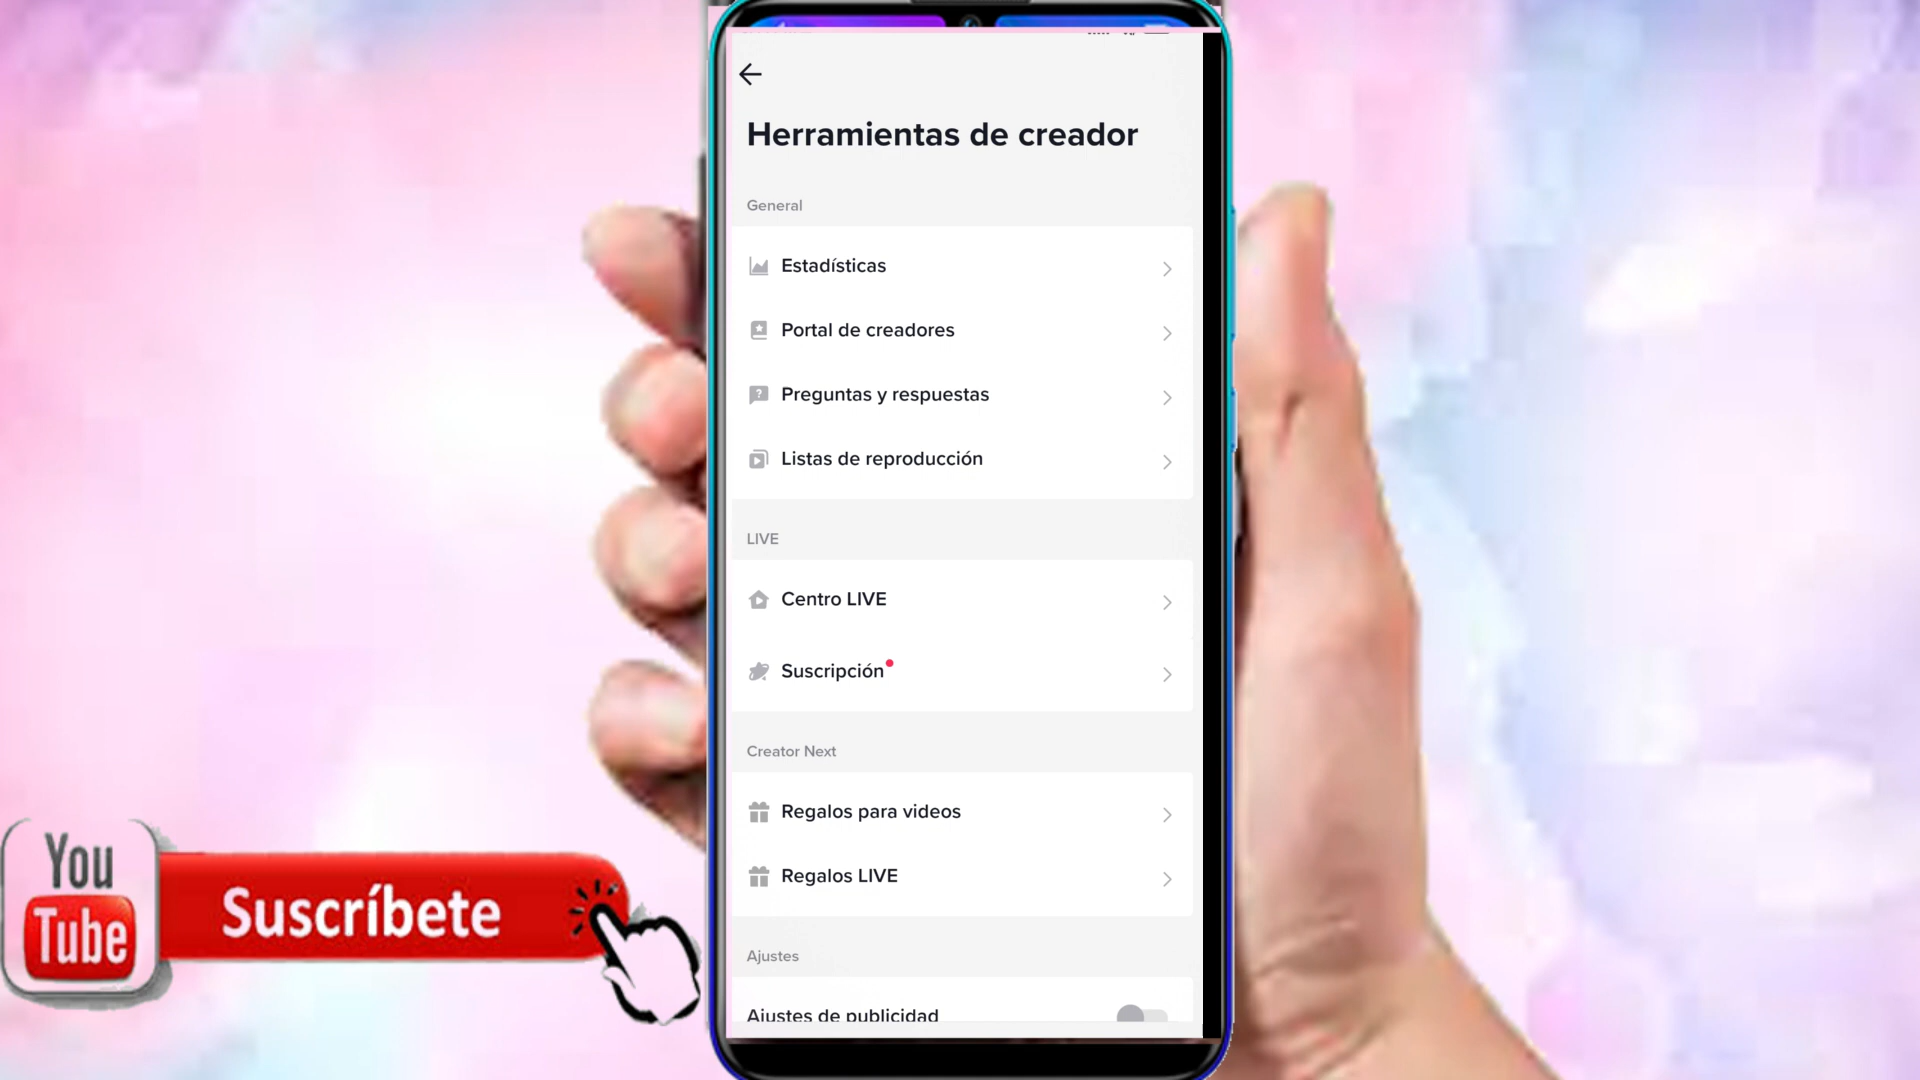 Herramientas de creador
General
Estadísticas
Portal de creadores
Preguntas y respuestas
Listas de reproducción
LIVE
Centro LIVE
Suscripción
Creator Next
Regalos para videos
Regalos LIVE
Ajustes
Ajustes de publicidad
You
Tube
Suscríbete